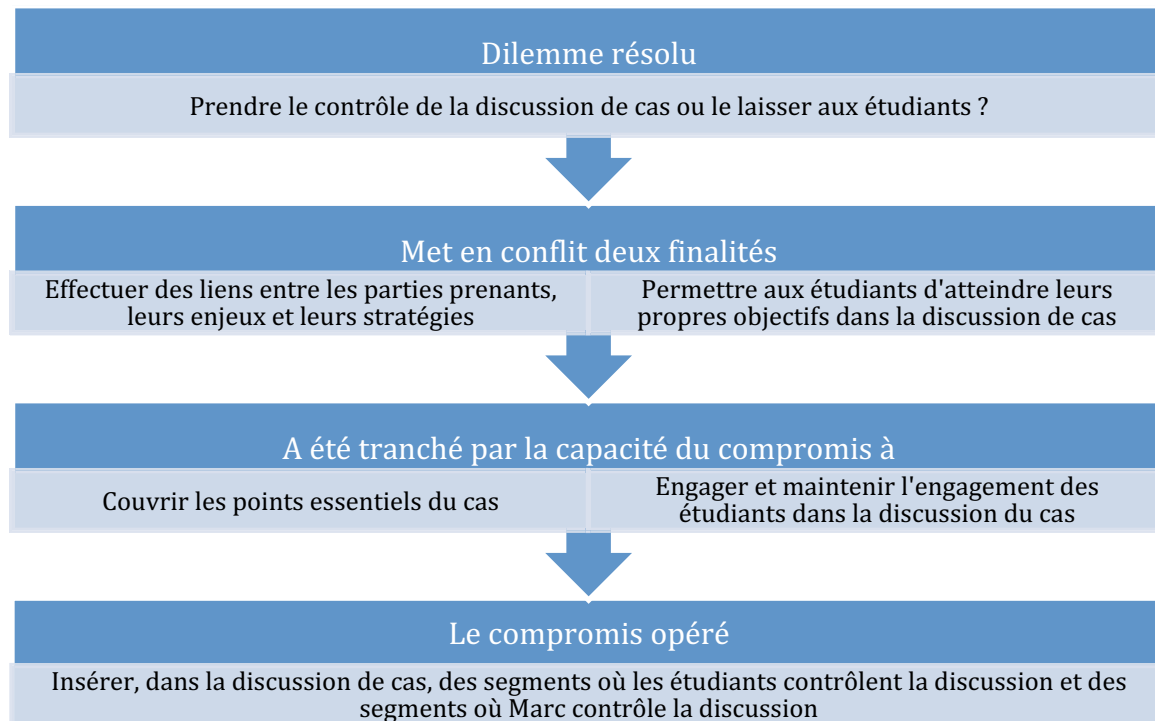 Dilemme résolu
Prendre le contrôle de la discussion de cas ou le laisser aux étudiants ?
Met en conflit deux finalités
Effectuer des liens entre les parties prenants,
leurs enjeux et leurs stratégies
Permettre aux étudiants d'atteindre leurs
propres objectifs dans la discussion de cas
A été tranché par la capacité du compromis à
Couvrir les points essentiels du cas
Engager et maintenir l'engagement des
étudiants dans la discussion du cas
Le compromis opéré
Insérer, dans la discussion de cas, des segments où les étudiants contrôlent la discussion et des
segments où Marc contrôle la discussion